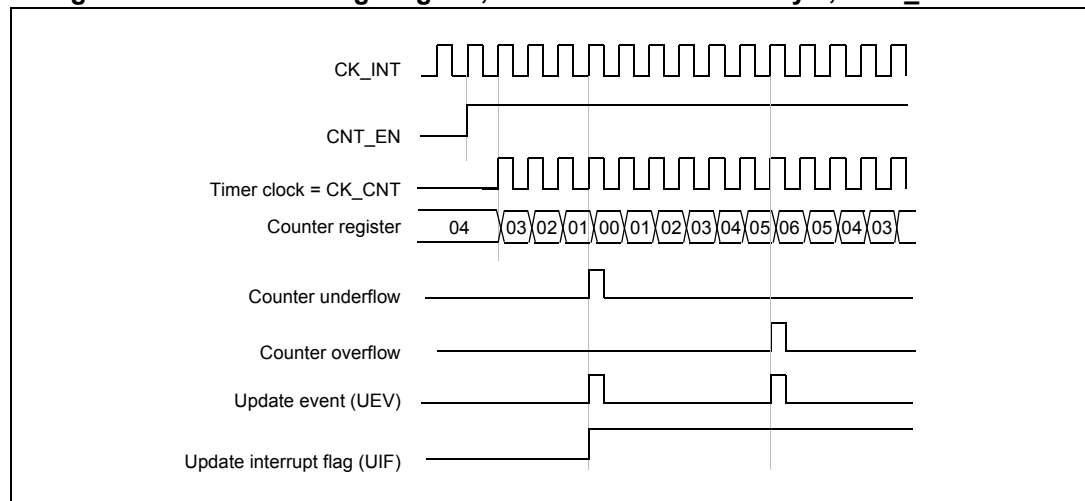 CK_INT
CNT_EN
Timer clock = CK_CNT
Counter register 04 03 02 01 00 01 02 03 04 05 06 05 04 03
Counter underflow
Counter overflow
Update event (UEV)
Update interrupt flag (UIF)